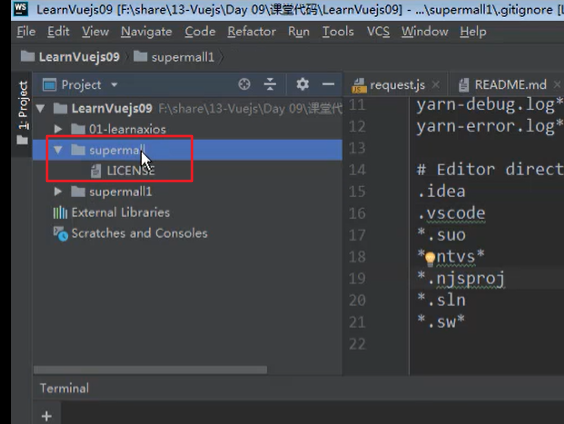 WS LearnVuejs09 [F:\share\13-Vuejs\Day 09\课堂代码\LearnVuejs09] - ...\supermall1\.gitignore [L
File Edit View Navigate Code Refactor Run Tools VCS Window Help
LearnVuejs09 supermall1
1: Project
Project
request.js
README.md
LearnVuejs09 F:\share\13-Vuejs\Day 09\课堂代
01-learnaxios
supermall
LICENSE
supermall1
External Libraries
Scratches and Consoles
11 yarn-debug.log*
12 yarn-error.log*
13
14 # Editor direct
15 .idea
16 .vscode
17 *.suo
18 *.ntvs*
19 *.njsproj
20 *.sln
21 *.sw*
22
Terminal
+